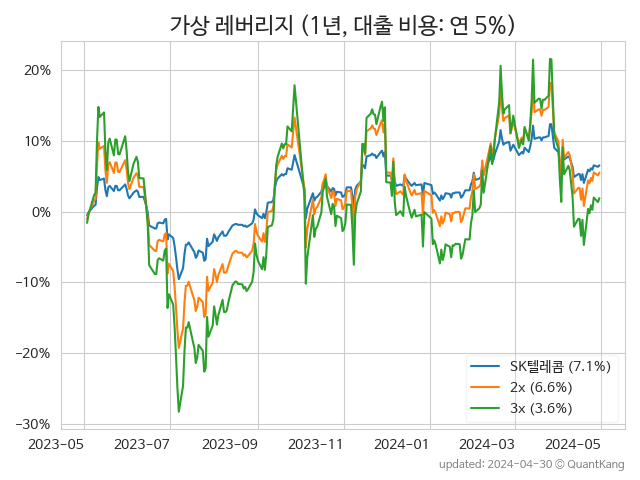 가상 레버리지 (1년, 대출 비용: 연 5%)
20%
10%
0%
−10%
−20%
−30%
2023-05 2023-07 2023-09 2023-11 2024-01 2024-03 2024-05
SK텔레콤 (7.1%)
2x (6.6%)
3x (3.6%)
updated: 2024-04-30 © QuantKang